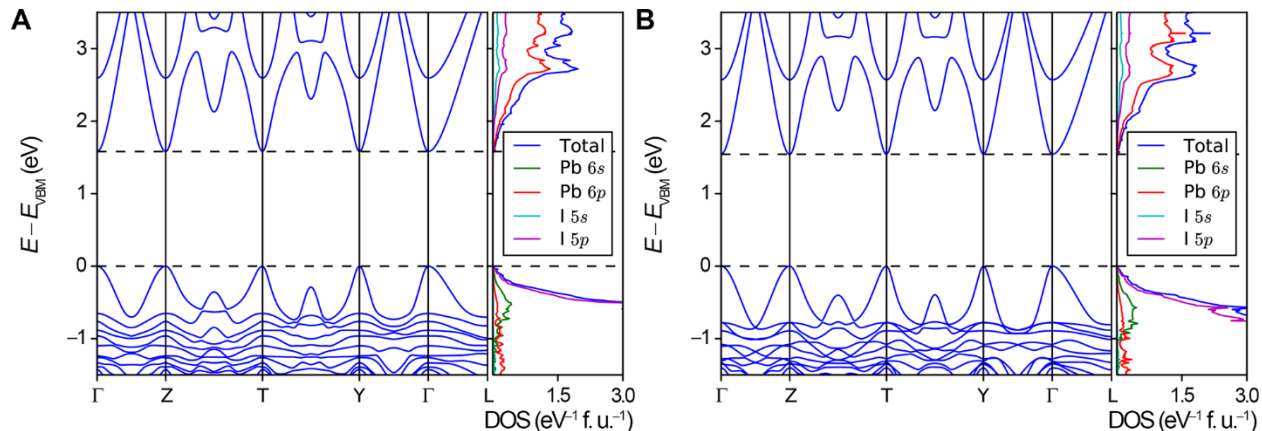 A
3
2
1
0
−1
E − E_VBM (eV)
Γ
Z
T
Y
Γ
L
Total
Pb 6s
Pb 6p
I 5s
I 5p
1.5
3.0
DOS (eV⁻¹ f. u.⁻¹)
B
3
2
1
0
−1
E − E_VBM (eV)
Γ
Z
T
Y
Γ
L
Total
Pb 6s
Pb 6p
I 5s
I 5p
1.5
3.0
DOS (eV⁻¹ f. u.⁻¹)